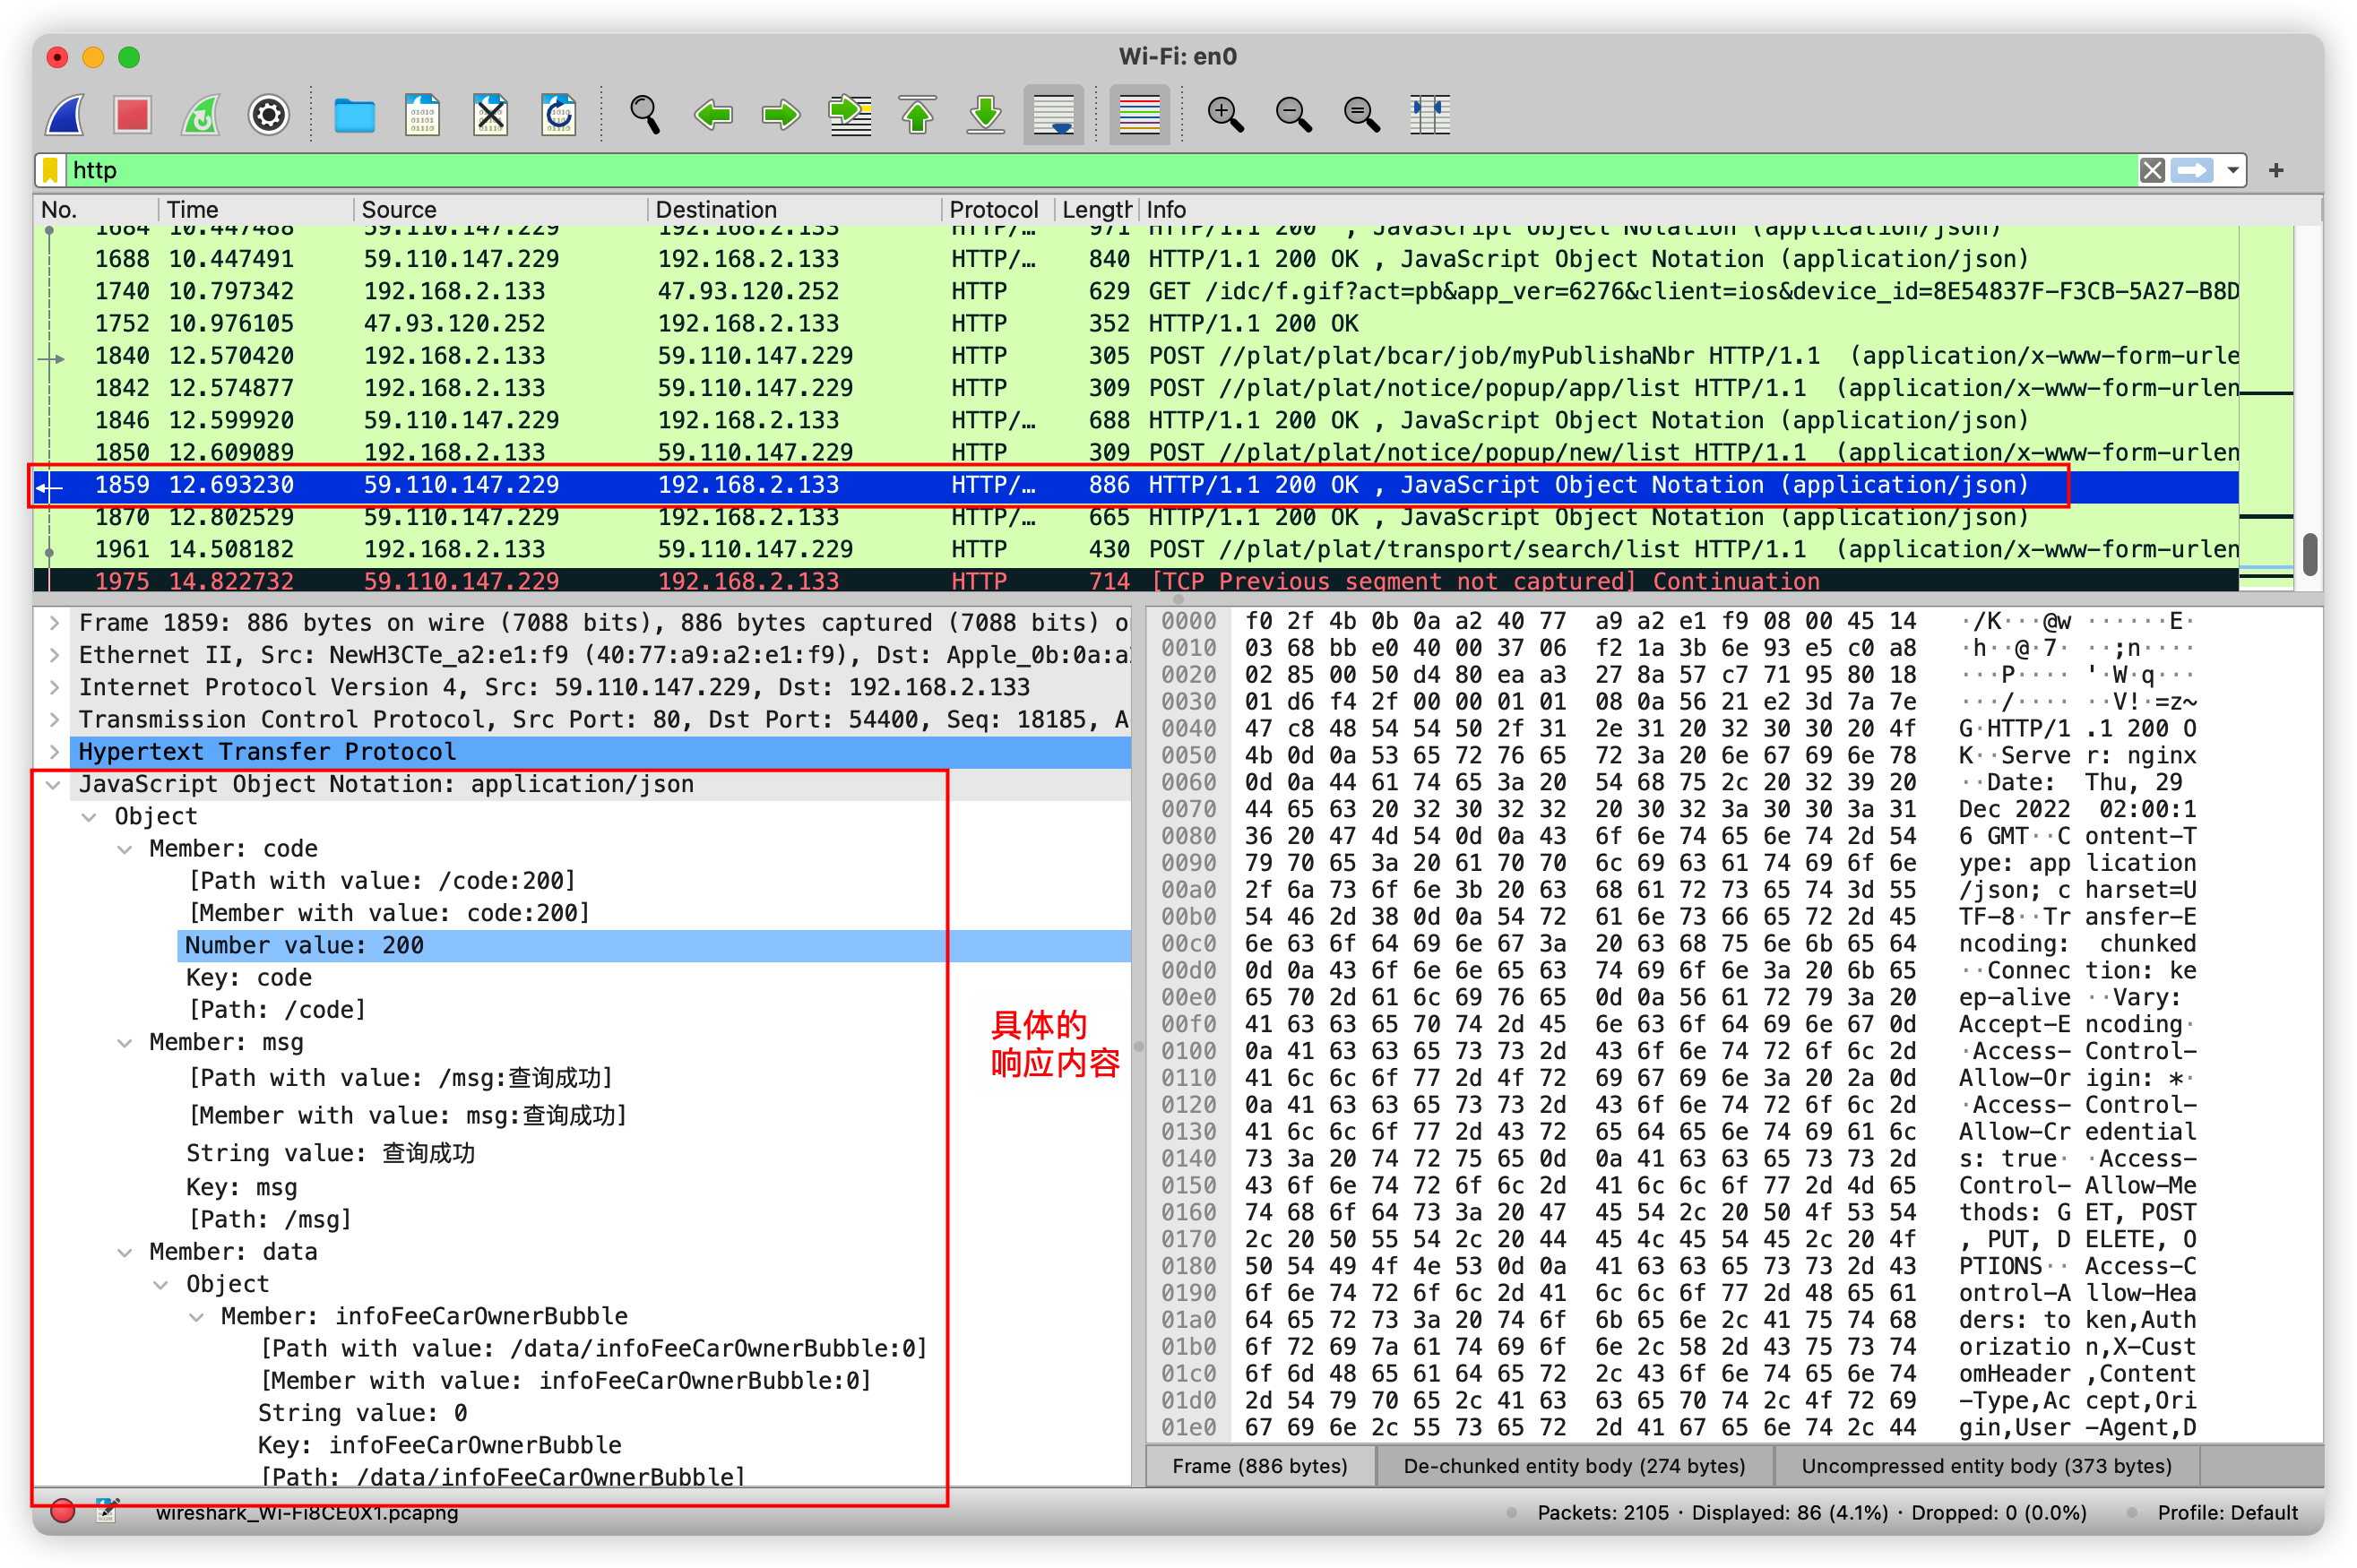 Wi-Fi: en0
http
No. Time Source Destination Protocol Length Info
1684 10.447488 59.110.147.229 192.168.2.133 HTTP/… 971 HTTP/1.1 200  , JavaScript Object Notation (application/json)
1688 10.447491 59.110.147.229 192.168.2.133 HTTP/… 840 HTTP/1.1 200 OK , JavaScript Object Notation (application/json)
1740 10.797342 192.168.2.133 47.93.120.252 HTTP 629 GET /idc/f.gif?act=pb&app_ver=6276&client=ios&device_id=8E54837F-F3CB-5A27-B8D
1752 10.976105 47.93.120.252 192.168.2.133 HTTP 352 HTTP/1.1 200 OK
1840 12.570420 192.168.2.133 59.110.147.229 HTTP 305 POST //plat/plat/bcar/job/myPublishaNbr HTTP/1.1  (application/x-www-form-urle
1842 12.574877 192.168.2.133 59.110.147.229 HTTP 309 POST //plat/plat/notice/popup/app/list HTTP/1.1  (application/x-www-form-urlen
1846 12.599920 59.110.147.229 192.168.2.133 HTTP/… 688 HTTP/1.1 200 OK , JavaScript Object Notation (application/json)
1850 12.609089 192.168.2.133 59.110.147.229 HTTP 309 POST //plat/plat/notice/popup/new/list HTTP/1.1  (application/x-www-form-urlen
1859 12.693230 59.110.147.229 192.168.2.133 HTTP/… 886 HTTP/1.1 200 OK , JavaScript Object Notation (application/json)
1870 12.802529 59.110.147.229 192.168.2.133 HTTP/… 665 HTTP/1.1 200 OK , JavaScript Object Notation (application/json)
1961 14.508182 192.168.2.133 59.110.147.229 HTTP 430 POST //plat/plat/transport/search/list HTTP/1.1  (application/x-www-form-urlen
1975 14.822732 59.110.147.229 192.168.2.133 HTTP 714 [TCP Previous segment not captured] Continuation
Frame 1859: 886 bytes on wire (7088 bits), 886 bytes captured (7088 bits) o
Ethernet II, Src: NewH3CTe_a2:e1:f9 (40:77:a9:a2:e1:f9), Dst: Apple_0b:0a:a
Internet Protocol Version 4, Src: 59.110.147.229, Dst: 192.168.2.133
Transmission Control Protocol, Src Port: 80, Dst Port: 54400, Seq: 18185, A
Hypertext Transfer Protocol
JavaScript Object Notation: application/json
Object
Member: code
[Path with value: /code:200]
[Member with value: code:200]
Number value: 200
Key: code
[Path: /code]
Member: msg
[Path with value: /msg:查询成功]
[Member with value: msg:查询成功]
String value: 查询成功
Key: msg
[Path: /msg]
Member: data
Object
Member: infoFeeCarOwnerBubble
[Path with value: /data/infoFeeCarOwnerBubble:0]
[Member with value: infoFeeCarOwnerBubble:0]
String value: 0
Key: infoFeeCarOwnerBubble
[Path: /data/infoFeeCarOwnerBubble]
具体的
响应内容
0000 f0 2f 4b 0b 0a a2 40 77 a9 a2 e1 f9 08 00 45 14 ·/K···@w ······E·
0010 03 68 bb e0 40 00 37 06 f2 1a 3b 6e 93 e5 c0 a8 ·h··@·7· ··;n····
0020 02 85 00 50 d4 80 ea a3 27 8a 57 c7 71 95 80 18 ···P···· '·W·q···
0030 01 d6 f4 2f 00 00 01 01 08 0a 56 21 e2 3d 7a 7e ···/···· ··V!·=z~
0040 47 c8 48 54 54 50 2f 31 2e 31 20 32 30 30 20 4f G·HTTP/1 .1 200 O
0050 4b 0d 0a 53 65 72 76 65 72 3a 20 6e 67 69 6e 78 K··Serve r: nginx
0060 0d 0a 44 61 74 65 3a 20 54 68 75 2c 20 32 39 20 ··Date:  Thu, 29
0070 44 65 63 20 32 30 32 32 20 30 32 3a 30 30 3a 31 Dec 2022  02:00:1
0080 36 20 47 4d 54 0d 0a 43 6f 6e 74 65 6e 74 2d 54 6 GMT··C ontent-T
0090 79 70 65 3a 20 61 70 70 6c 69 63 61 74 69 6f 6e ype: app lication
00a0 2f 6a 73 6f 6e 3b 20 63 68 61 72 73 65 74 3d 55 /json; c harset=U
00b0 54 46 2d 38 0d 0a 54 72 61 6e 73 66 65 72 2d 45 TF-8··Tr ansfer-E
00c0 6e 63 6f 64 69 6e 67 3a 20 63 68 75 6e 6b 65 64 ncoding:  chunked
00d0 0d 0a 43 6f 6e 6e 65 63 74 69 6f 6e 3a 20 6b 65 ··Connec tion: ke
00e0 65 70 2d 61 6c 69 76 65 0d 0a 56 61 72 79 3a 20 ep-alive ··Vary:
00f0 41 63 63 65 70 74 2d 45 6e 63 6f 64 69 6e 67 0d Accept-E ncoding·
0100 0a 41 63 63 65 73 73 2d 43 6f 6e 74 72 6f 6c 2d ·Access- Control-
0110 41 6c 6c 6f 77 2d 4f 72 69 67 69 6e 3a 20 2a 0d Allow-Or igin: *·
0120 0a 41 63 63 65 73 73 2d 43 6f 6e 74 72 6f 6c 2d ·Access- Control-
0130 41 6c 6c 6f 77 2d 43 72 65 64 65 6e 74 69 61 6c Allow-Cr edential
0140 73 3a 20 74 72 75 65 0d 0a 41 63 63 65 73 73 2d s: true· ·Access-
0150 43 6f 6e 74 72 6f 6c 2d 41 6c 6c 6f 77 2d 4d 65 Control- Allow-Me
0160 74 68 6f 64 73 3a 20 47 45 54 2c 20 50 4f 53 54 thods: G ET, POST
0170 2c 20 50 55 54 2c 20 44 45 4c 45 54 45 2c 20 4f , PUT, D ELETE, O
0180 50 54 49 4f 4e 53 0d 0a 41 63 63 65 73 73 2d 43 PTIONS·· Access-C
0190 6f 6e 74 72 6f 6c 2d 41 6c 6c 6f 77 2d 48 65 61 ontrol-A llow-Hea
01a0 64 65 72 73 3a 20 74 6f 6b 65 6e 2c 41 75 74 68 ders: to ken,Auth
01b0 6f 72 69 7a 61 74 69 6f 6e 2c 58 2d 43 75 73 74 orizatio n,X-Cust
01c0 6f 6d 48 65 61 64 65 72 2c 43 6f 6e 74 65 6e 74 omHeader ,Content
01d0 2d 54 79 70 65 2c 41 63 63 65 70 74 2c 4f 72 69 -Type,Ac cept,Ori
01e0 67 69 6e 2c 55 73 65 72 2d 41 67 65 6e 74 2c 44 gin,User -Agent,D
Frame (886 bytes) De-chunked entity body (274 bytes) Uncompressed entity body (373 bytes)
wireshark_Wi-Fi8CE0X1.pcapng Packets: 2105 · Displayed: 86 (4.1%) · Dropped: 0 (0.0%) Profile: Default